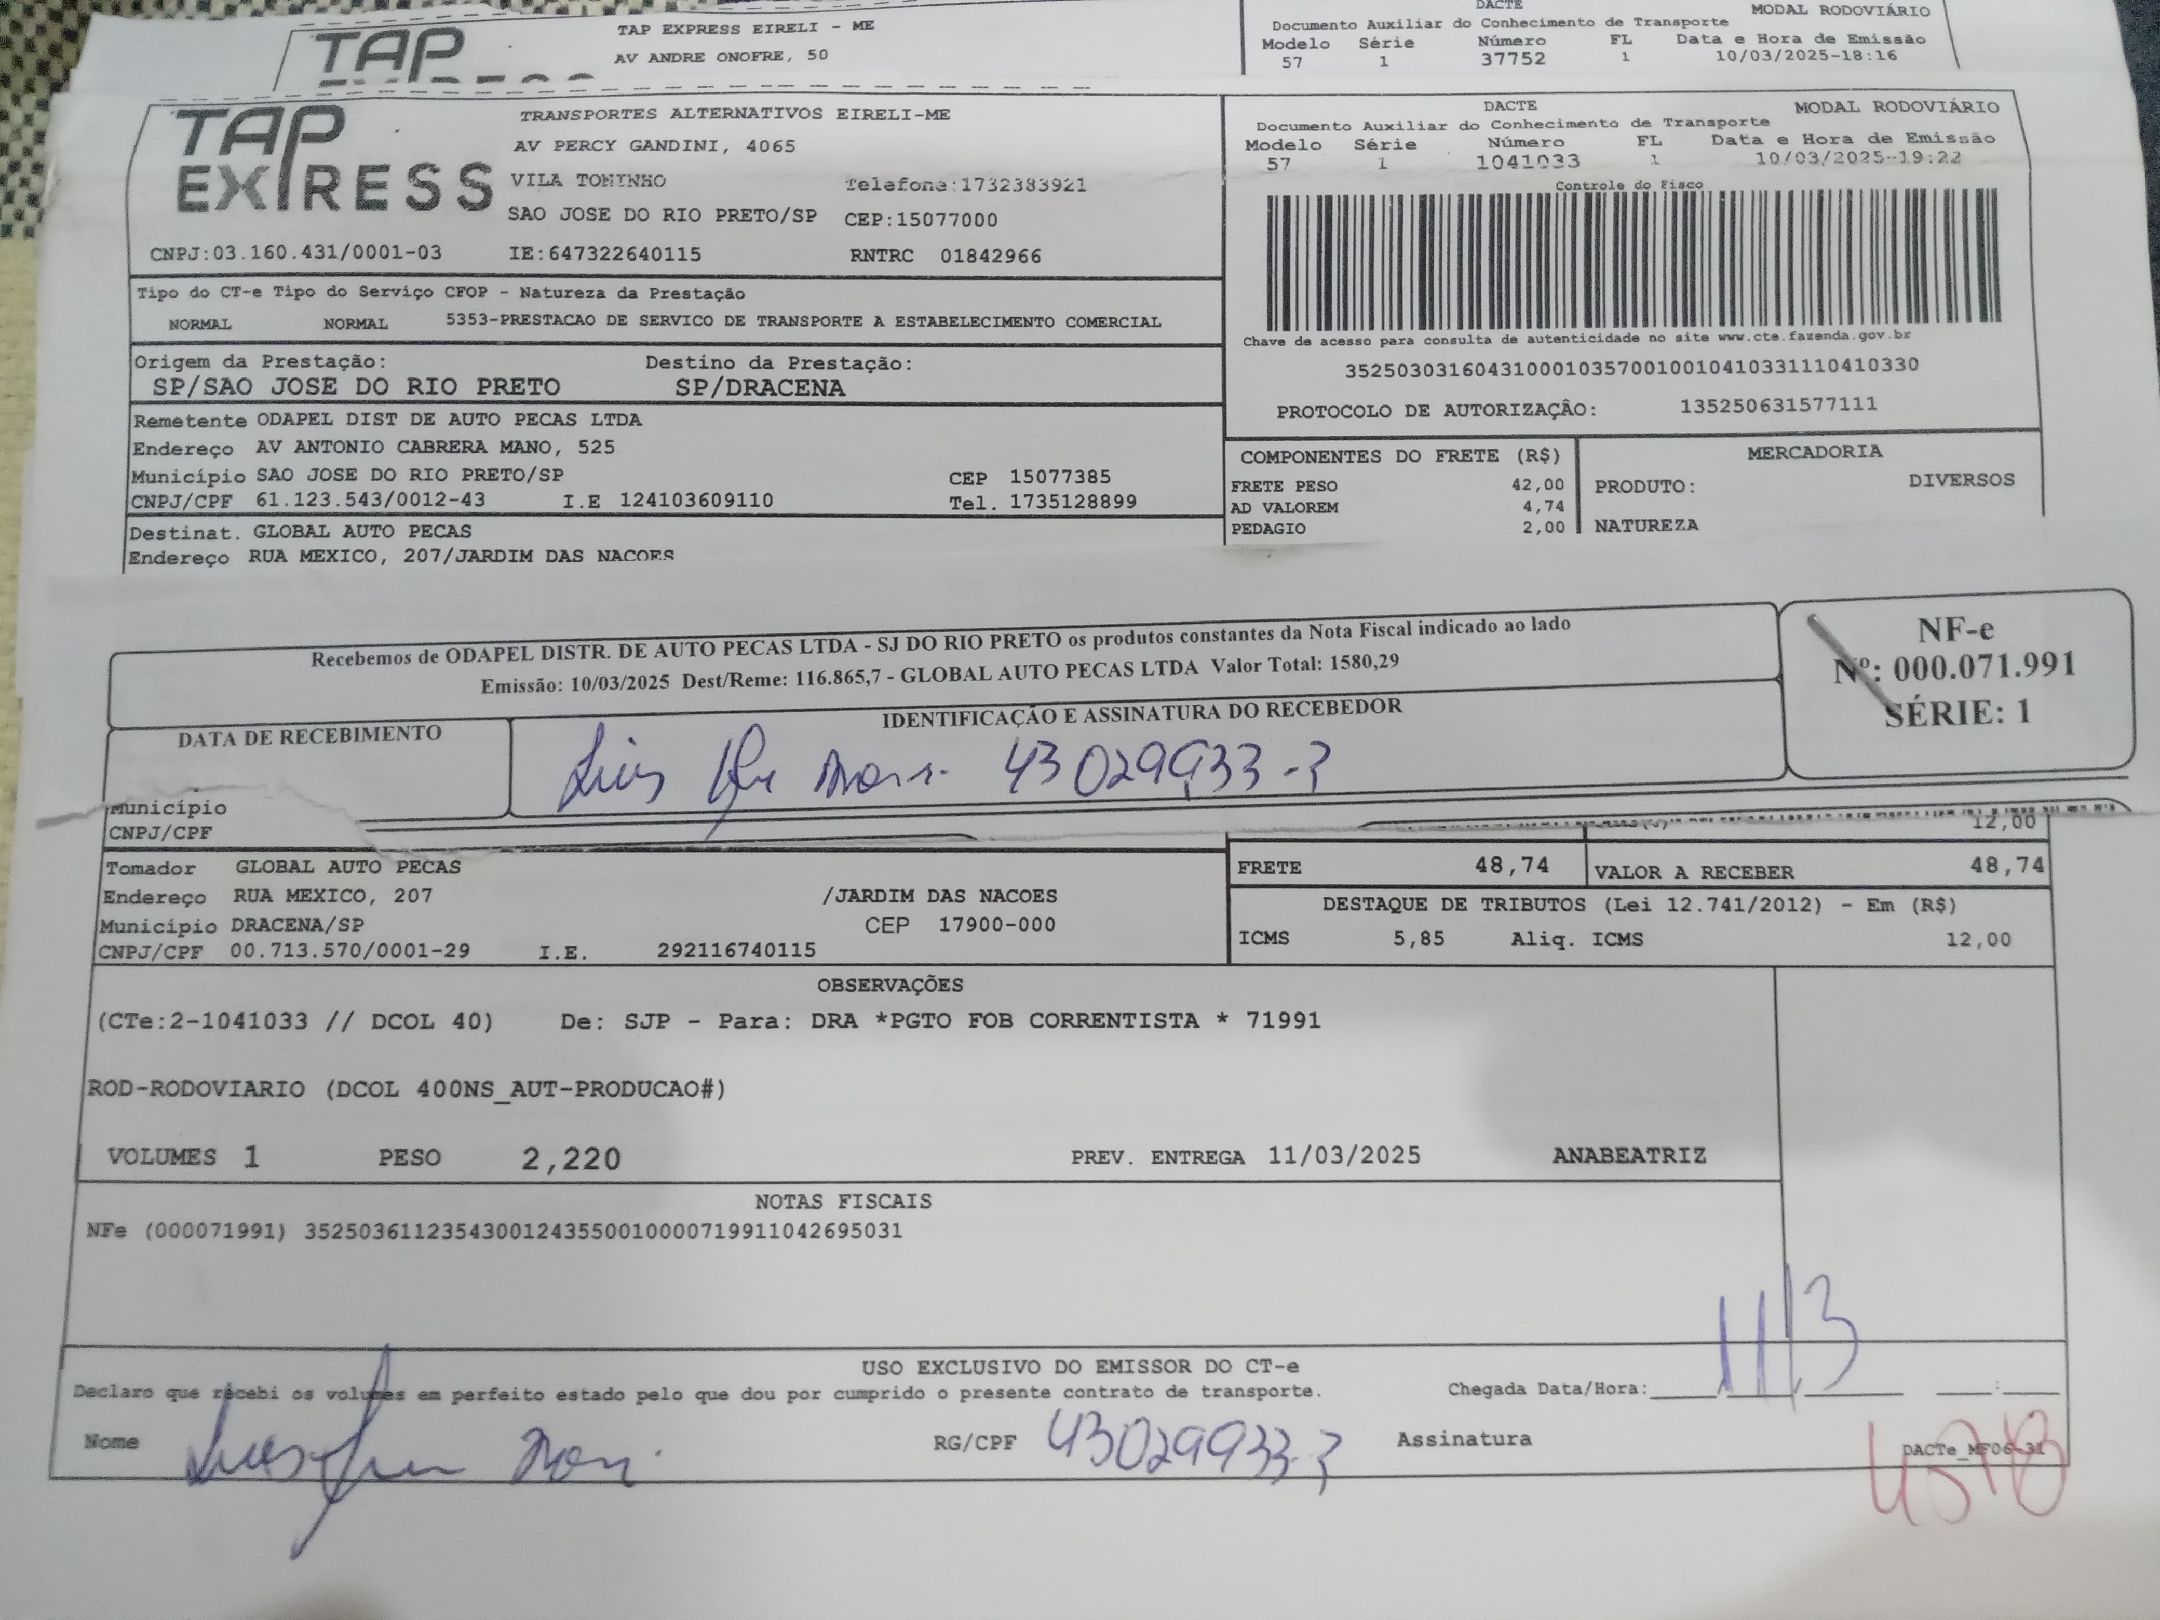 TAP EXPRESS EIRELI - ME
AV ANDRE ONOFRE, 50
TAP
DACTE
MODAL RODOVIÁRIO
Documento Auxiliar do Conhecimento de Transporte
Modelo Série Número FL Data e Hora de Emissão
57 1 37752 1 10/03/2025-18:16
TAP EXPRESS
TRANSPORTES ALTERNATIVOS EIRELI-ME
AV PERCY GANDINI, 4065
VILA TONINHO Telefone:1732383921
SAO JOSE DO RIO PRETO/SP CEP:15077000
CNPJ:03.160.431/0001-03 IE:647322640115 RNTRC 01842966
DACTE MODAL RODOVIÁRIO
Documento Auxiliar do Conhecimento de Transporte
Modelo Série Número FL Data e Hora de Emissão
57 1 1041033 1 10/03/2025-19:22
Controle do Fisco
Chave de acesso para consulta de autenticidade no site www.cte.fazenda.gov.br
35250303160431000103570010010410331110410330
PROTOCOLO DE AUTORIZAÇÃO: 135250631577111
Tipo do CT-e Tipo do Serviço CFOP - Natureza da Prestação
NORMAL NORMAL 5353-PRESTACAO DE SERVICO DE TRANSPORTE A ESTABELECIMENTO COMERCIAL
Origem da Prestação: Destino da Prestação:
SP/SAO JOSE DO RIO PRETO SP/DRACENA
Remetente ODAPEL DIST DE AUTO PECAS LTDA
Endereço AV ANTONIO CABRERA MANO, 525
Município SAO JOSE DO RIO PRETO/SP CEP 15077385
CNPJ/CPF 61.123.543/0012-43 I.E 124103609110 Tel. 1735128899
Destinat. GLOBAL AUTO PECAS
Endereço RUA MEXICO, 207/JARDIM DAS NACOES
COMPONENTES DO FRETE (R$) MERCADORIA
FRETE PESO 42,00 PRODUTO: DIVERSOS
AD VALOREM 4,74
PEDAGIO 2,00 NATUREZA
Recebemos de ODAPEL DISTR. DE AUTO PECAS LTDA - SJ DO RIO PRETO os produtos constantes da Nota Fiscal indicado ao lado
Emissão: 10/03/2025 Dest/Reme: 116.865,7 - GLOBAL AUTO PECAS LTDA Valor Total: 1580,29
NF-e
Nº: 000.071.991
SÉRIE: 1
DATA DE RECEBIMENTO IDENTIFICAÇÃO E ASSINATURA DO RECEBEDOR
Luis 43029933-3
Município
CNPJ/CPF
12,00
Tomador GLOBAL AUTO PECAS
Endereço RUA MEXICO, 207 /JARDIM DAS NACOES
Município DRACENA/SP CEP 17900-000
CNPJ/CPF 00.713.570/0001-29 I.E. 292116740115
FRETE 48,74 VALOR A RECEBER 48,74
DESTAQUE DE TRIBUTOS (Lei 12.741/2012) - Em (R$)
ICMS 5,85 Aliq. ICMS 12,00
OBSERVAÇÕES
(CTe:2-1041033 // DCOL 40) De: SJP - Para: DRA *PGTO FOB CORRENTISTA * 71991
ROD-RODOVIARIO (DCOL 400NS_AUT-PRODUCAO#)
VOLUMES 1 PESO 2,220 PREV. ENTREGA 11/03/2025 ANABEATRIZ
NOTAS FISCAIS
NFe (000071991) 35250361123543001243550010000719911042695031
USO EXCLUSIVO DO EMISSOR DO CT-e
Declaro que recebi os volumes em perfeito estado pelo que dou por cumprido o presente contrato de transporte.
Chegada Data/Hora: 11/3
Nome RG/CPF 43029933-3 Assinatura
DACTe_MF06_31